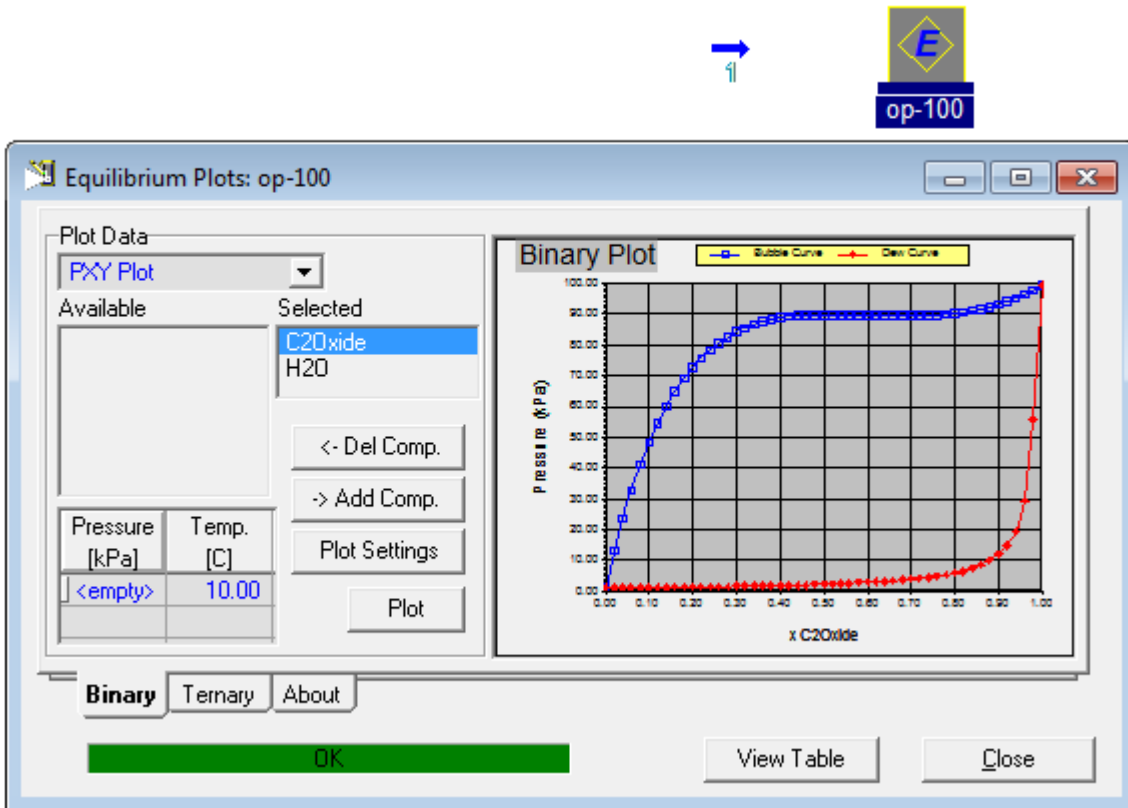 1
E
op-100
Equilibrium Plots: op-100
Plot Data
PXY Plot
Available
Selected
C2Oxide
H2O
<- Del Comp.
-> Add Comp.
Plot Settings
Plot
Pressure [kPa]
Temp. [C]
<empty> 10.00
Binary Plot
Bubble Curve Dew Curve
Pressure (kPa)
100.00
90.00
80.00
70.00
60.00
50.00
40.00
30.00
20.00
10.00
0.00
0.00 0.10 0.20 0.30 0.40 0.50 0.60 0.70 0.80 0.90 1.00
x C2Oxide
Binary Ternary About
OK
View Table
Close